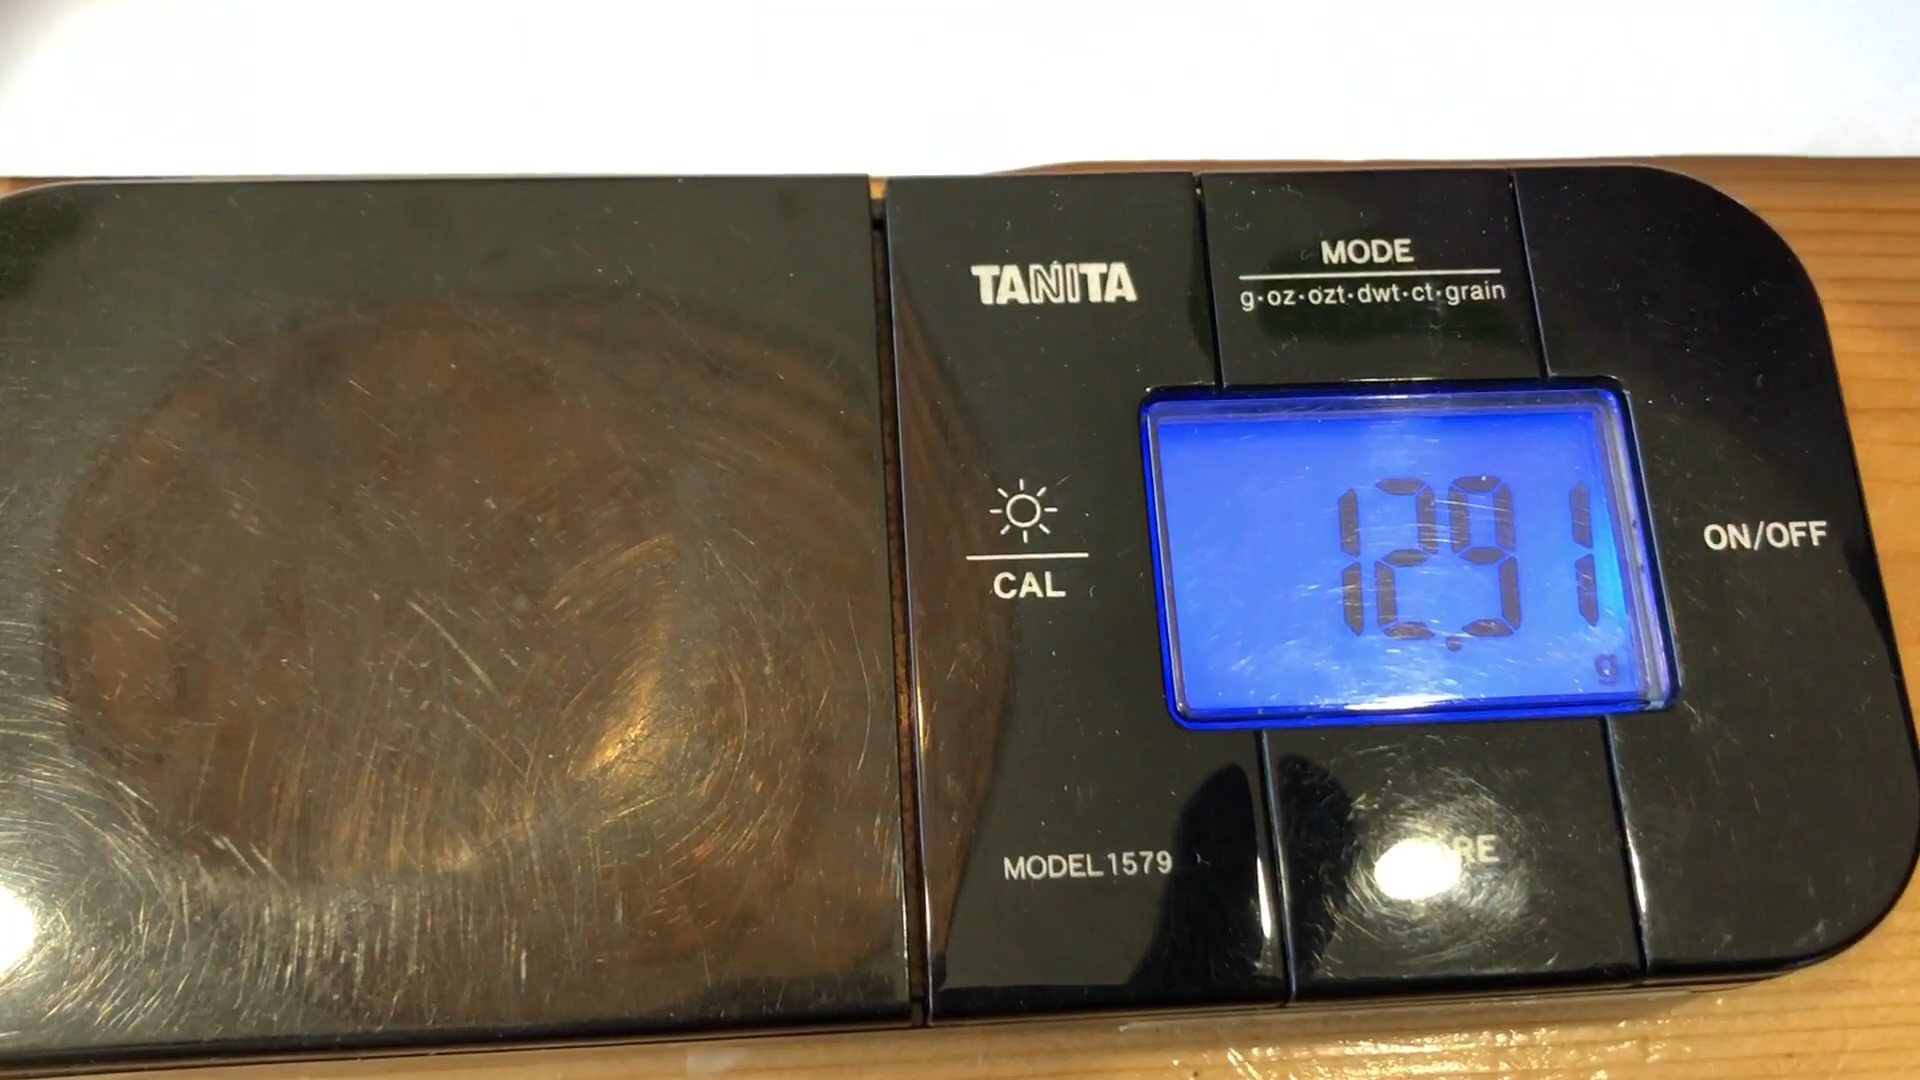 TANITA
MODE
g·oz·ozt·dwt·ct·grain
CAL
12.91
g
ON/OFF
MODEL 1579